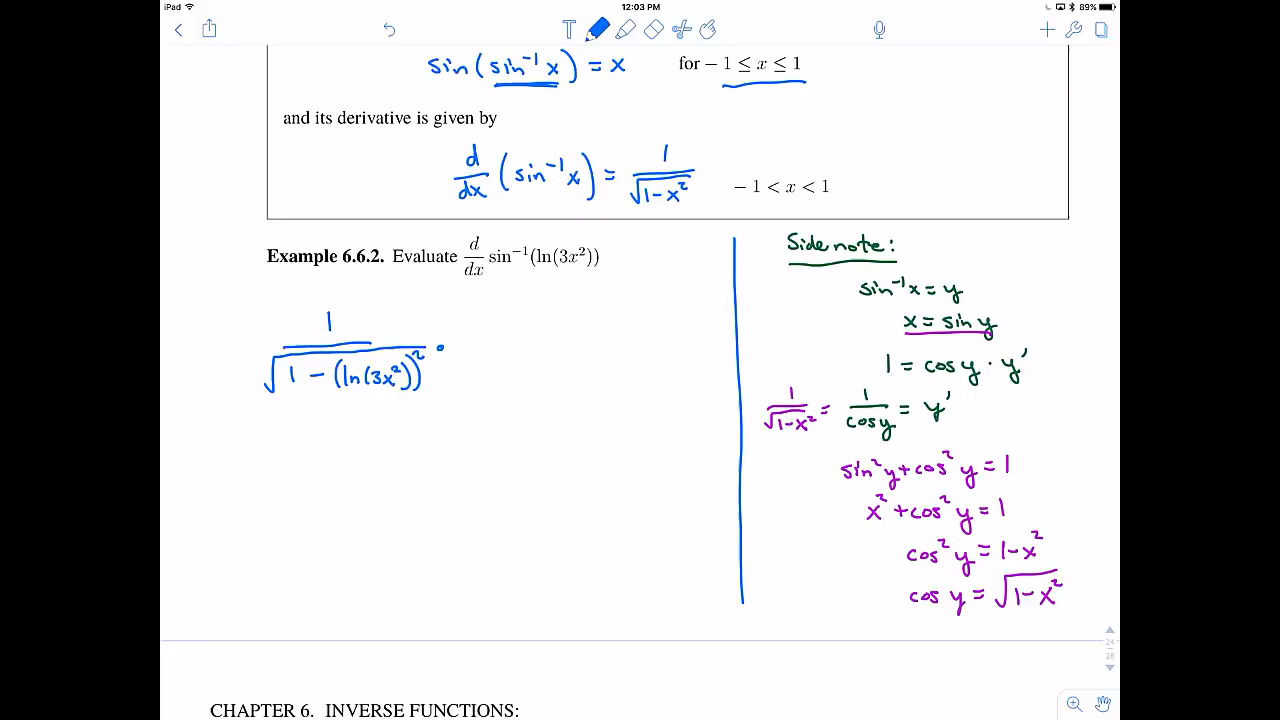 iPad 12:03 PM 89%
sin(sin⁻¹x) = x for − 1 ≤ x ≤ 1
and its derivative is given by
d/dx (sin⁻¹x) = 1/√(1−x²) − 1 < x < 1
Example 6.6.2. Evaluate d/dx sin⁻¹(ln(3x²))
1/√(1 − (ln(3x²))²) ·
Side note:
sin⁻¹x = y
x = sin y
1 = cos y · y′
1/√(1−x²) = 1/cos y = y′
sin²y + cos²y = 1
x² + cos²y = 1
cos²y = 1−x²
cos y = √(1−x²)
24
28
CHAPTER 6. INVERSE FUNCTIONS: